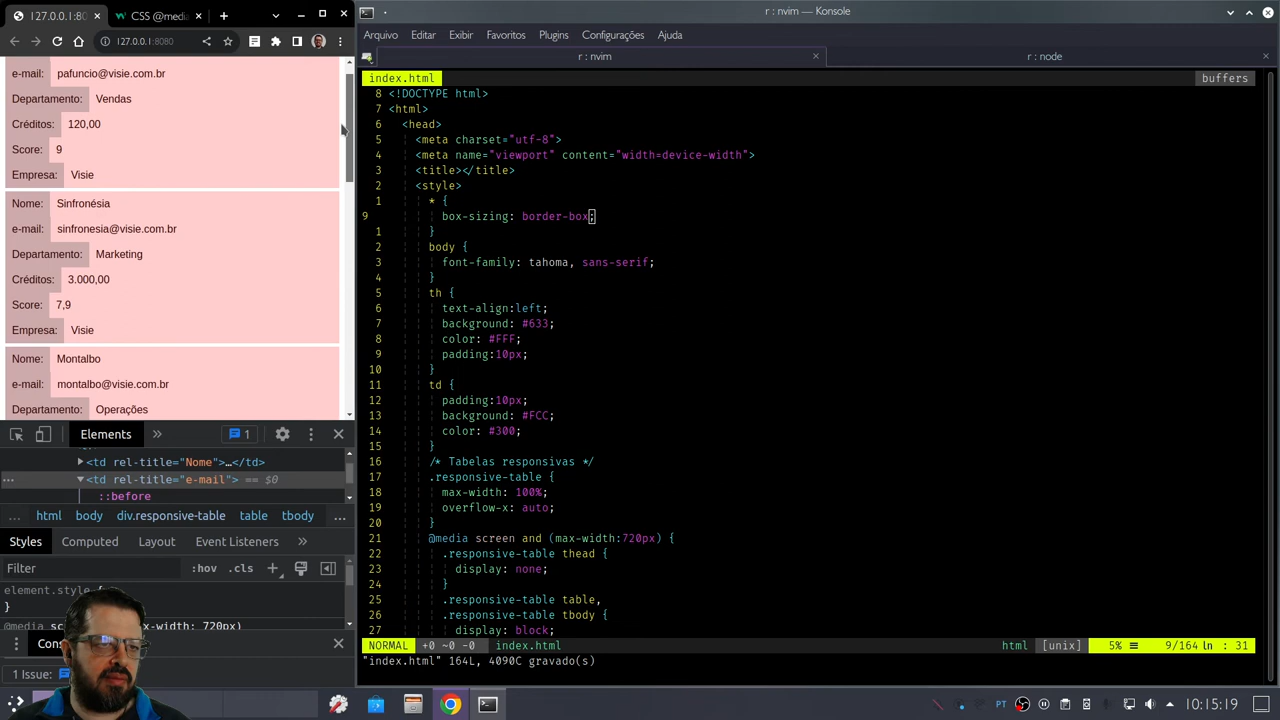 127.0.0.1:80
CSS @media
r : nvim — Konsole
127.0.0.1:8080
Arquivo Editar Exibir Favoritos Plugins Configurações Ajuda
r : nvim
r : node
e-mail: pafuncio@visie.com.br
Departamento: Vendas
Créditos: 120,00
Score: 9
Empresa: Visie
Nome: Sinfronésia
e-mail: sinfronesia@visie.com.br
Departamento: Marketing
Créditos: 3.000,00
Score: 7,9
Empresa: Visie
Nome: Montalbo
e-mail: montalbo@visie.com.br
Departamento: Operações
Elements » 1
<td rel-title="Nome">…</td>
<td rel-title="e-mail"> == $0
::before
... html body div.responsive-table table tbody ...
Styles Computed Layout Event Listeners »
Filter :hov .cls +
element.style {
}
@media
x-width: 720px)
Con
1 Issue:
index.html
buffers
8 <!DOCTYPE html>
7 <html>
6 <head>
5 <meta charset="utf-8">
4 <meta name="viewport" content="width=device-width">
3 <title></title>
2 <style>
1 * {
9 box-sizing: border-box;
1 }
2 body {
3 font-family: tahoma, sans-serif;
4 }
5 th {
6 text-align:left;
7 background: #633;
8 color: #FFF;
9 padding:10px;
10 }
11 td {
12 padding:10px;
13 background: #FCC;
14 color: #300;
15 }
16 /* Tabelas responsivas */
17 .responsive-table {
18 max-width: 100%;
19 overflow-x: auto;
20 }
21 @media screen and (max-width:720px) {
22 .responsive-table thead {
23 display: none;
24 }
25 .responsive-table table,
26 .responsive-table tbody {
27 display: block;
NORMAL +0 ~0 -0 index.html html [unix] 5% ☰ 9/164 ln : 31
"index.html" 164L, 4090C gravado(s)
PT
10:15:19